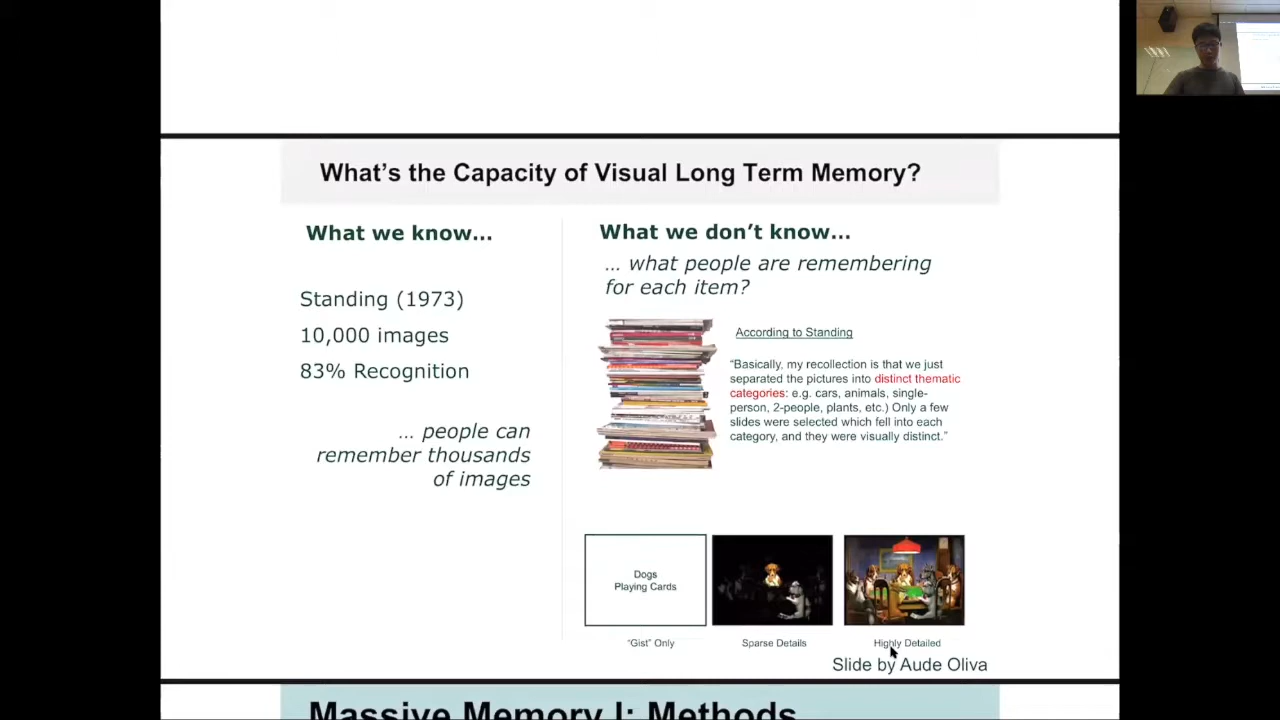 What's the Capacity of Visual Long Term Memory?
What we know...
Standing (1973)
10,000 images
83% Recognition
... people can
remember thousands
of images
What we don't know...
... what people are remembering
for each item?
According to Standing
"Basically, my recollection is that we just
separated the pictures into distinct thematic
categories: e.g. cars, animals, single-
person, 2-people, plants, etc.) Only a few
slides were selected which fell into each
category, and they were visually distinct."
Dogs
Playing Cards
"Gist" Only
Sparse Details
Highly Detailed
Slide by Aude Oliva
Massive Memory I: Methods